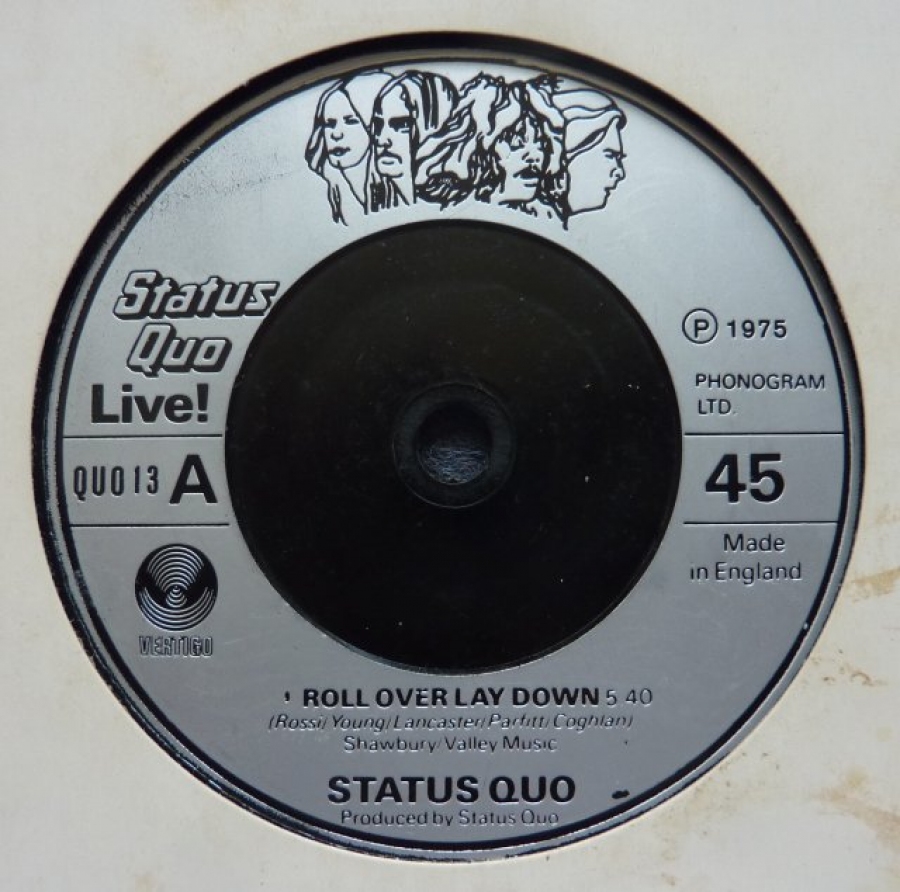 Status
Quo
Live!
QUO 13 A
VERTIGO
℗ 1975
PHONOGRAM
LTD.
45
Made
in England
ROLL OVER LAY DOWN 5 40
(Rossi/Young/Lancaster/Parfitt/Coghlan)
Shawbury/Valley Music
STATUS QUO
Produced by Status Quo